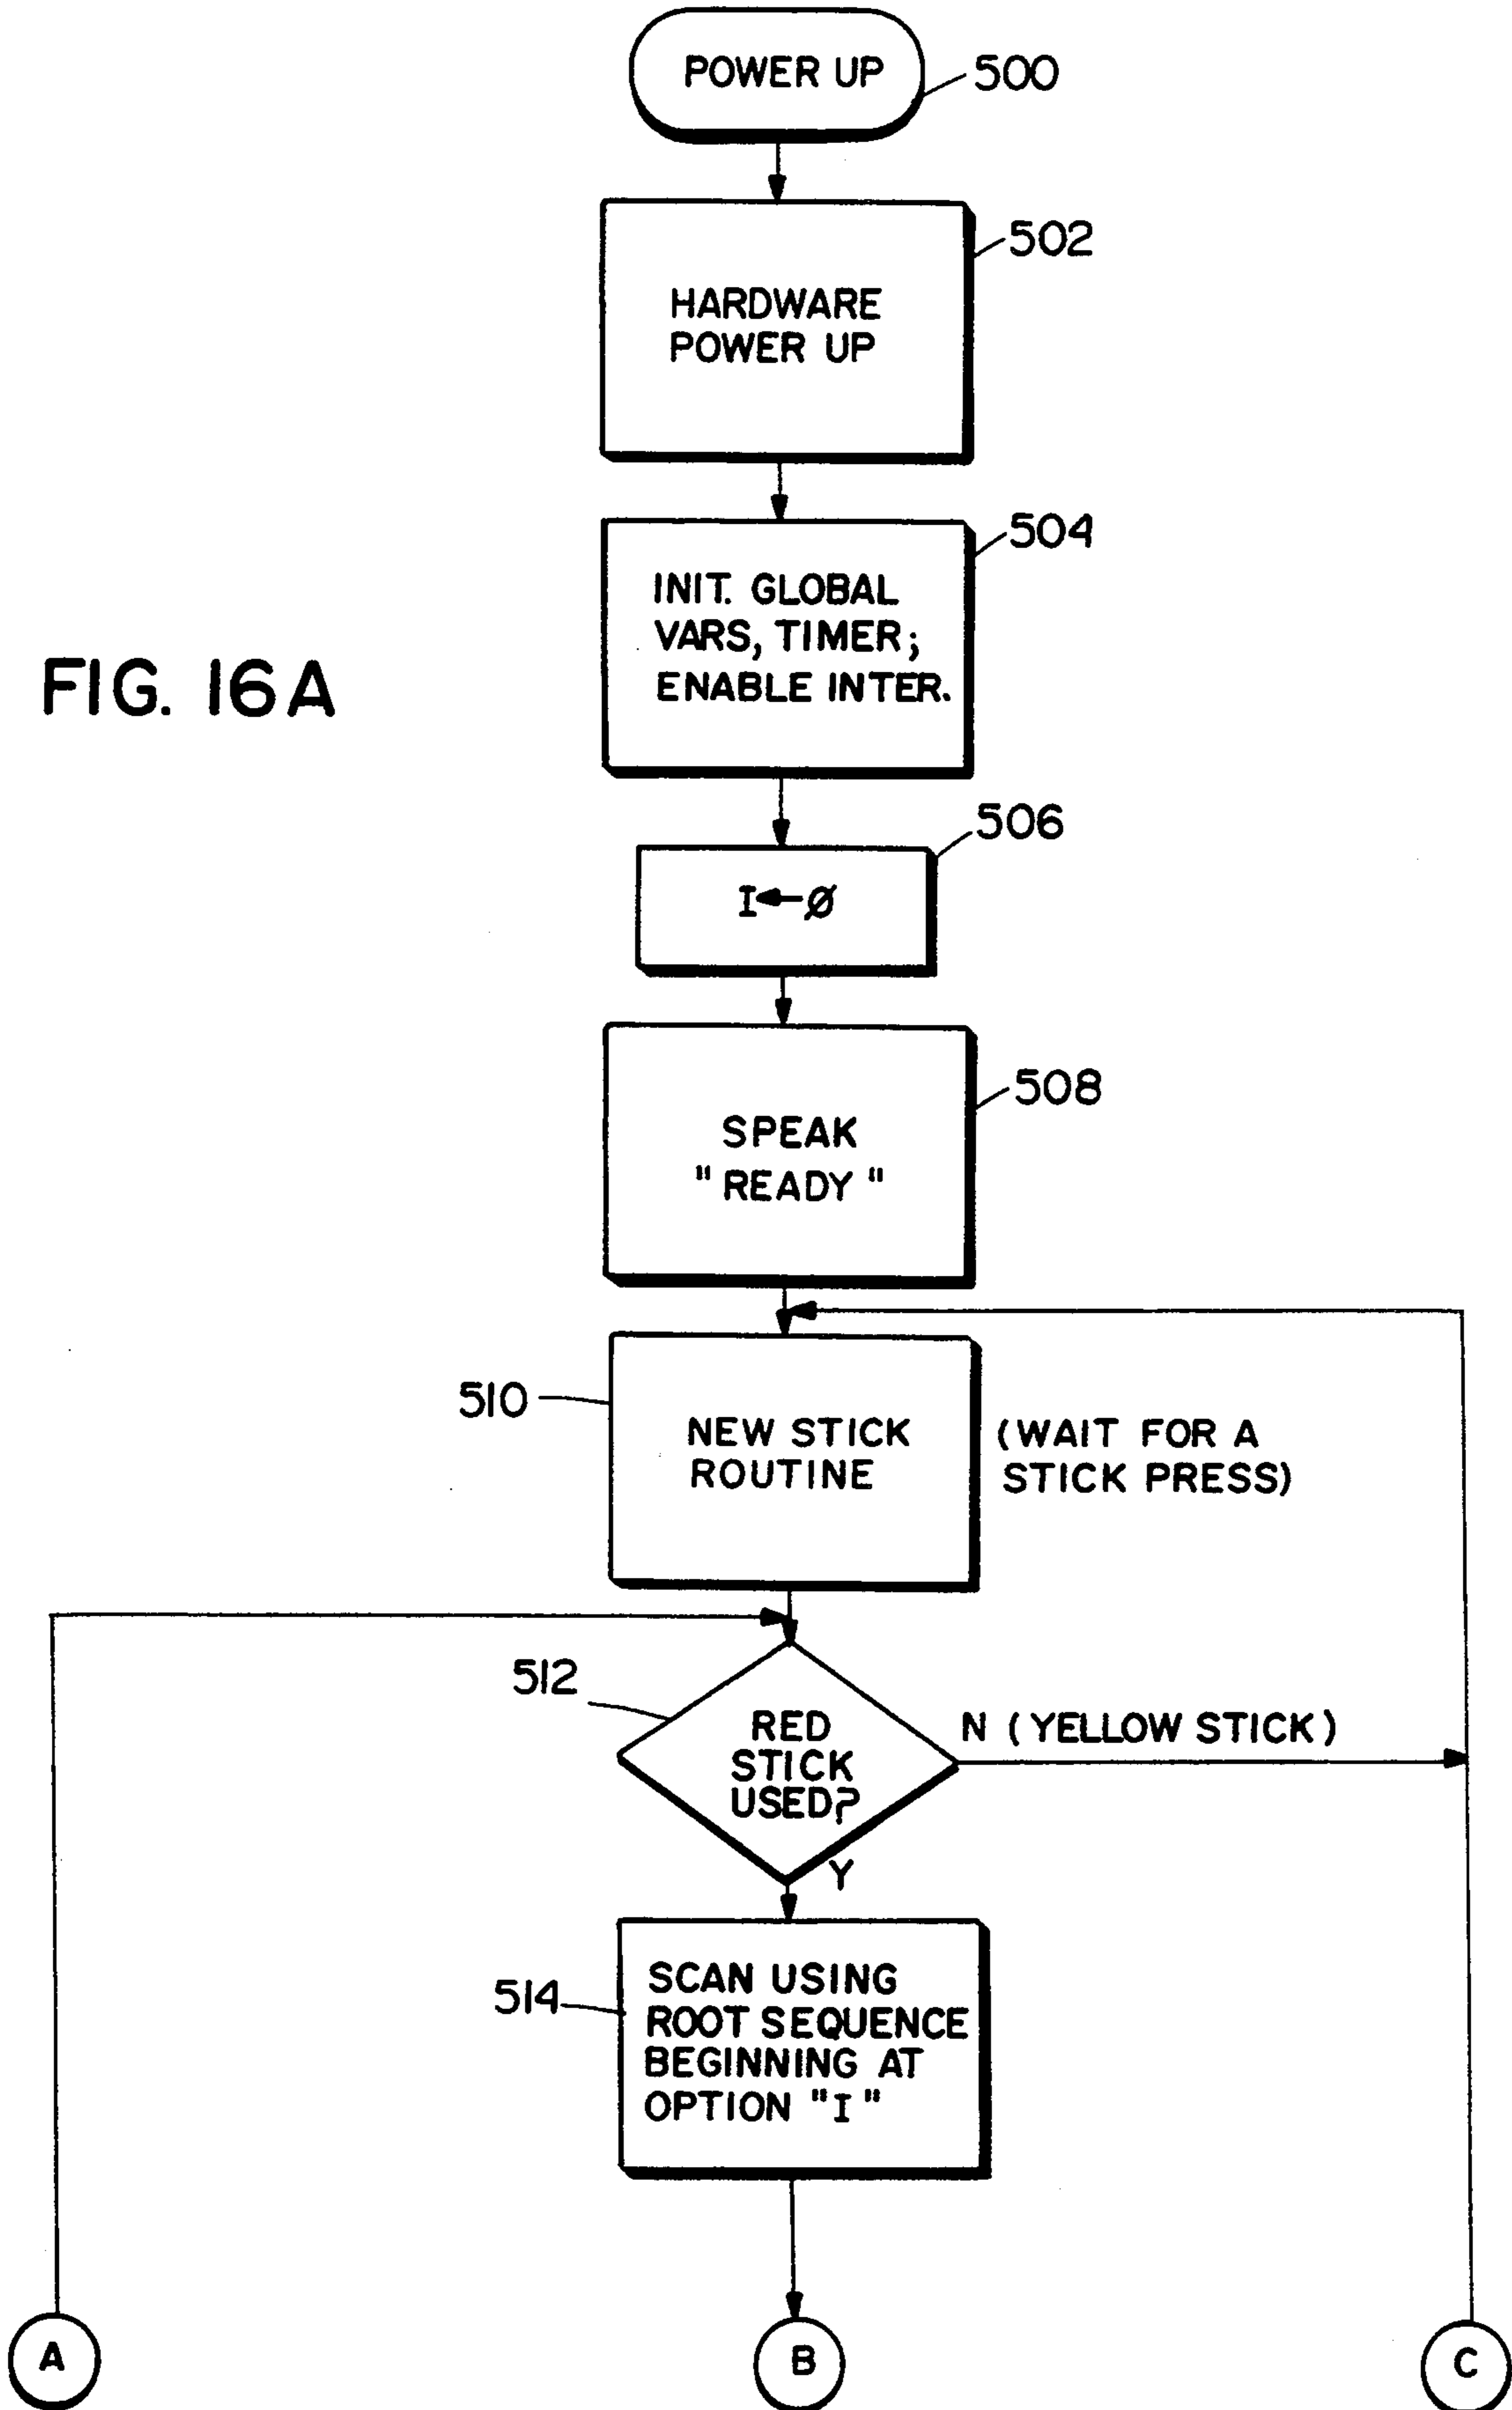 POWER UP
500
502
HARDWARE
POWER UP
504
INIT. GLOBAL
VARS, TIMER;
ENABLE INTER.
FIG. 16A
506
I←Ø
508
SPEAK
"READY"
510
NEW STICK
ROUTINE
(WAIT FOR A
STICK PRESS)
512
RED
STICK
USED?
N (YELLOW STICK)
Y
514
SCAN USING
ROOT SEQUENCE
BEGINNING AT
OPTION "I"
A
B
C